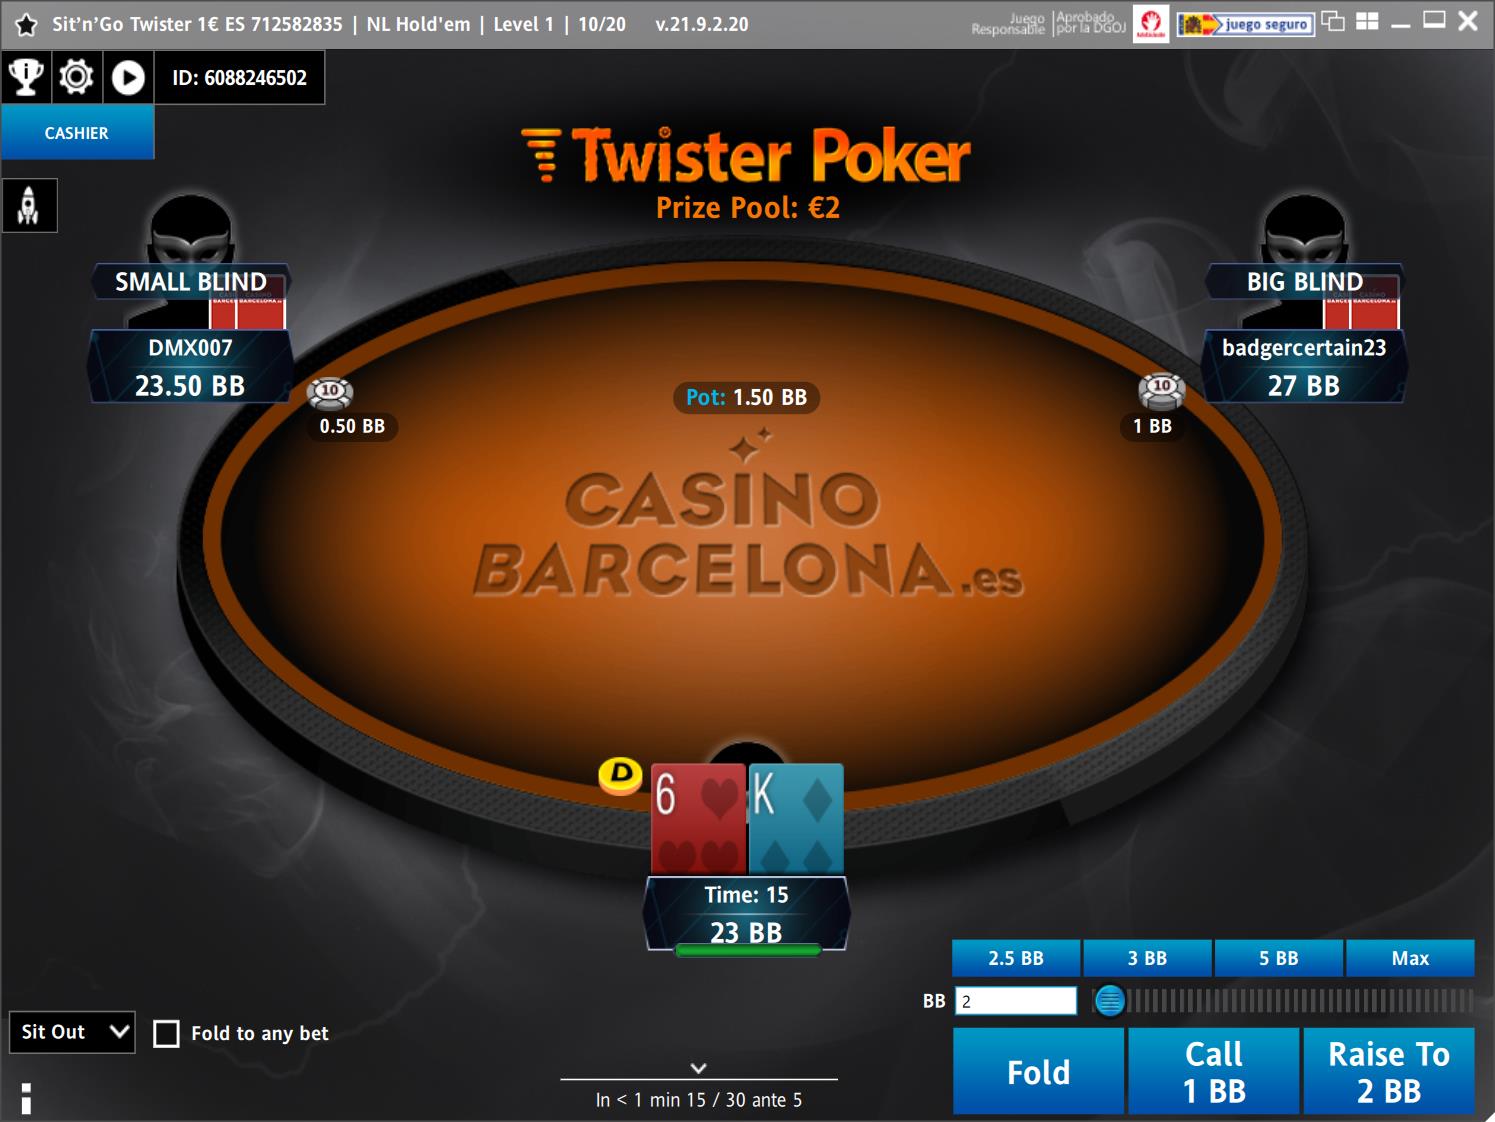 Sit'n'Go Twister 1€ ES 712582835 | NL Hold'em | Level 1 | 10/20 v.21.9.2.20
Juego Responsable
Aprobado por la DGOJ
juego seguro
ID: 6088246502
CASHIER
Twister Poker
Prize Pool: €2
SMALL BLIND
CASINO
BARCELONA
DMX007
23.50 BB
BIG BLIND
CASINO
BARCELONA
badgercertain23
27 BB
10
0.50 BB
Pot: 1.50 BB
10
1 BB
CASINO
BARCELONA.es
D
6
K
Time: 15
23 BB
2.5 BB
3 BB
5 BB
Max
BB
2
Sit Out
Fold to any bet
Fold
Call
1 BB
Raise To
2 BB
In < 1 min 15 / 30 ante 5